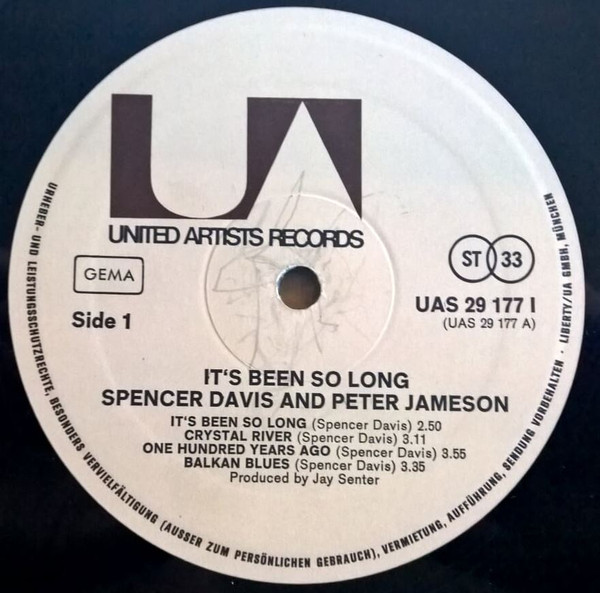 UA
UNITED ARTISTS RECORDS
GEMA
ST 33
Side 1
UAS 29 177 I
(UAS 29 177 A)
IT'S BEEN SO LONG
SPENCER DAVIS AND PETER JAMESON
IT'S BEEN SO LONG (Spencer Davis) 2.50
CRYSTAL RIVER (Spencer Davis) 3.11
ONE HUNDRED YEARS AGO (Spencer Davis) 3.55
BALKAN BLUES (Spencer Davis) 3.35
Produced by Jay Senter
URHEBER- UND LEISTUNGSSCHUTZRECHTE, BESONDERS VERVIELFÄLTIGUNG (AUSSER ZUM PERSÖNLICHEN GEBRAUCH), VERMIETUNG, AUFFÜHRUNG, SENDUNG VORBEHALTEN · LIBERTY/UA GMBH, MÜNCHEN